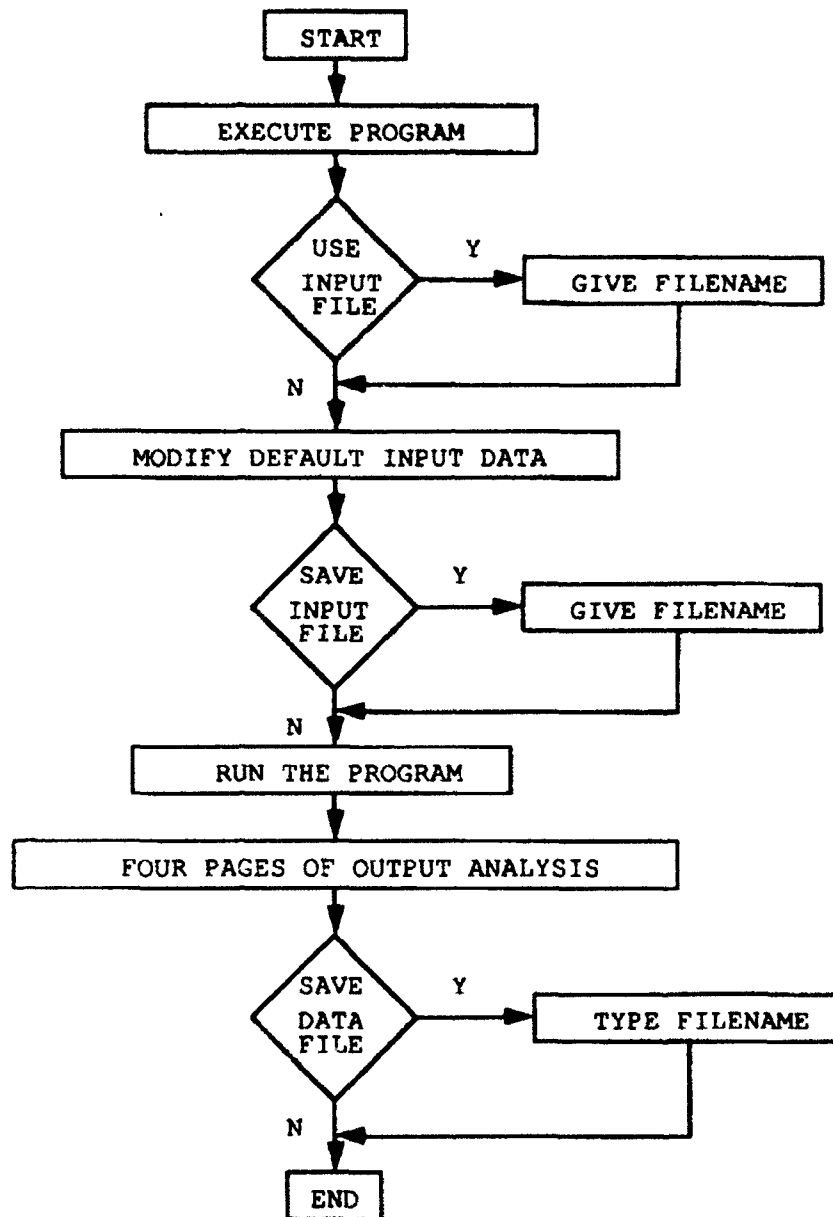 START
EXECUTE PROGRAM
USE
INPUT
FILE
Y
GIVE FILENAME
N
MODIFY DEFAULT INPUT DATA
SAVE
INPUT
FILE
Y
GIVE FILENAME
N
RUN THE PROGRAM
FOUR PAGES OF OUTPUT ANALYSIS
SAVE
DATA
FILE
Y
TYPE FILENAME
N
END